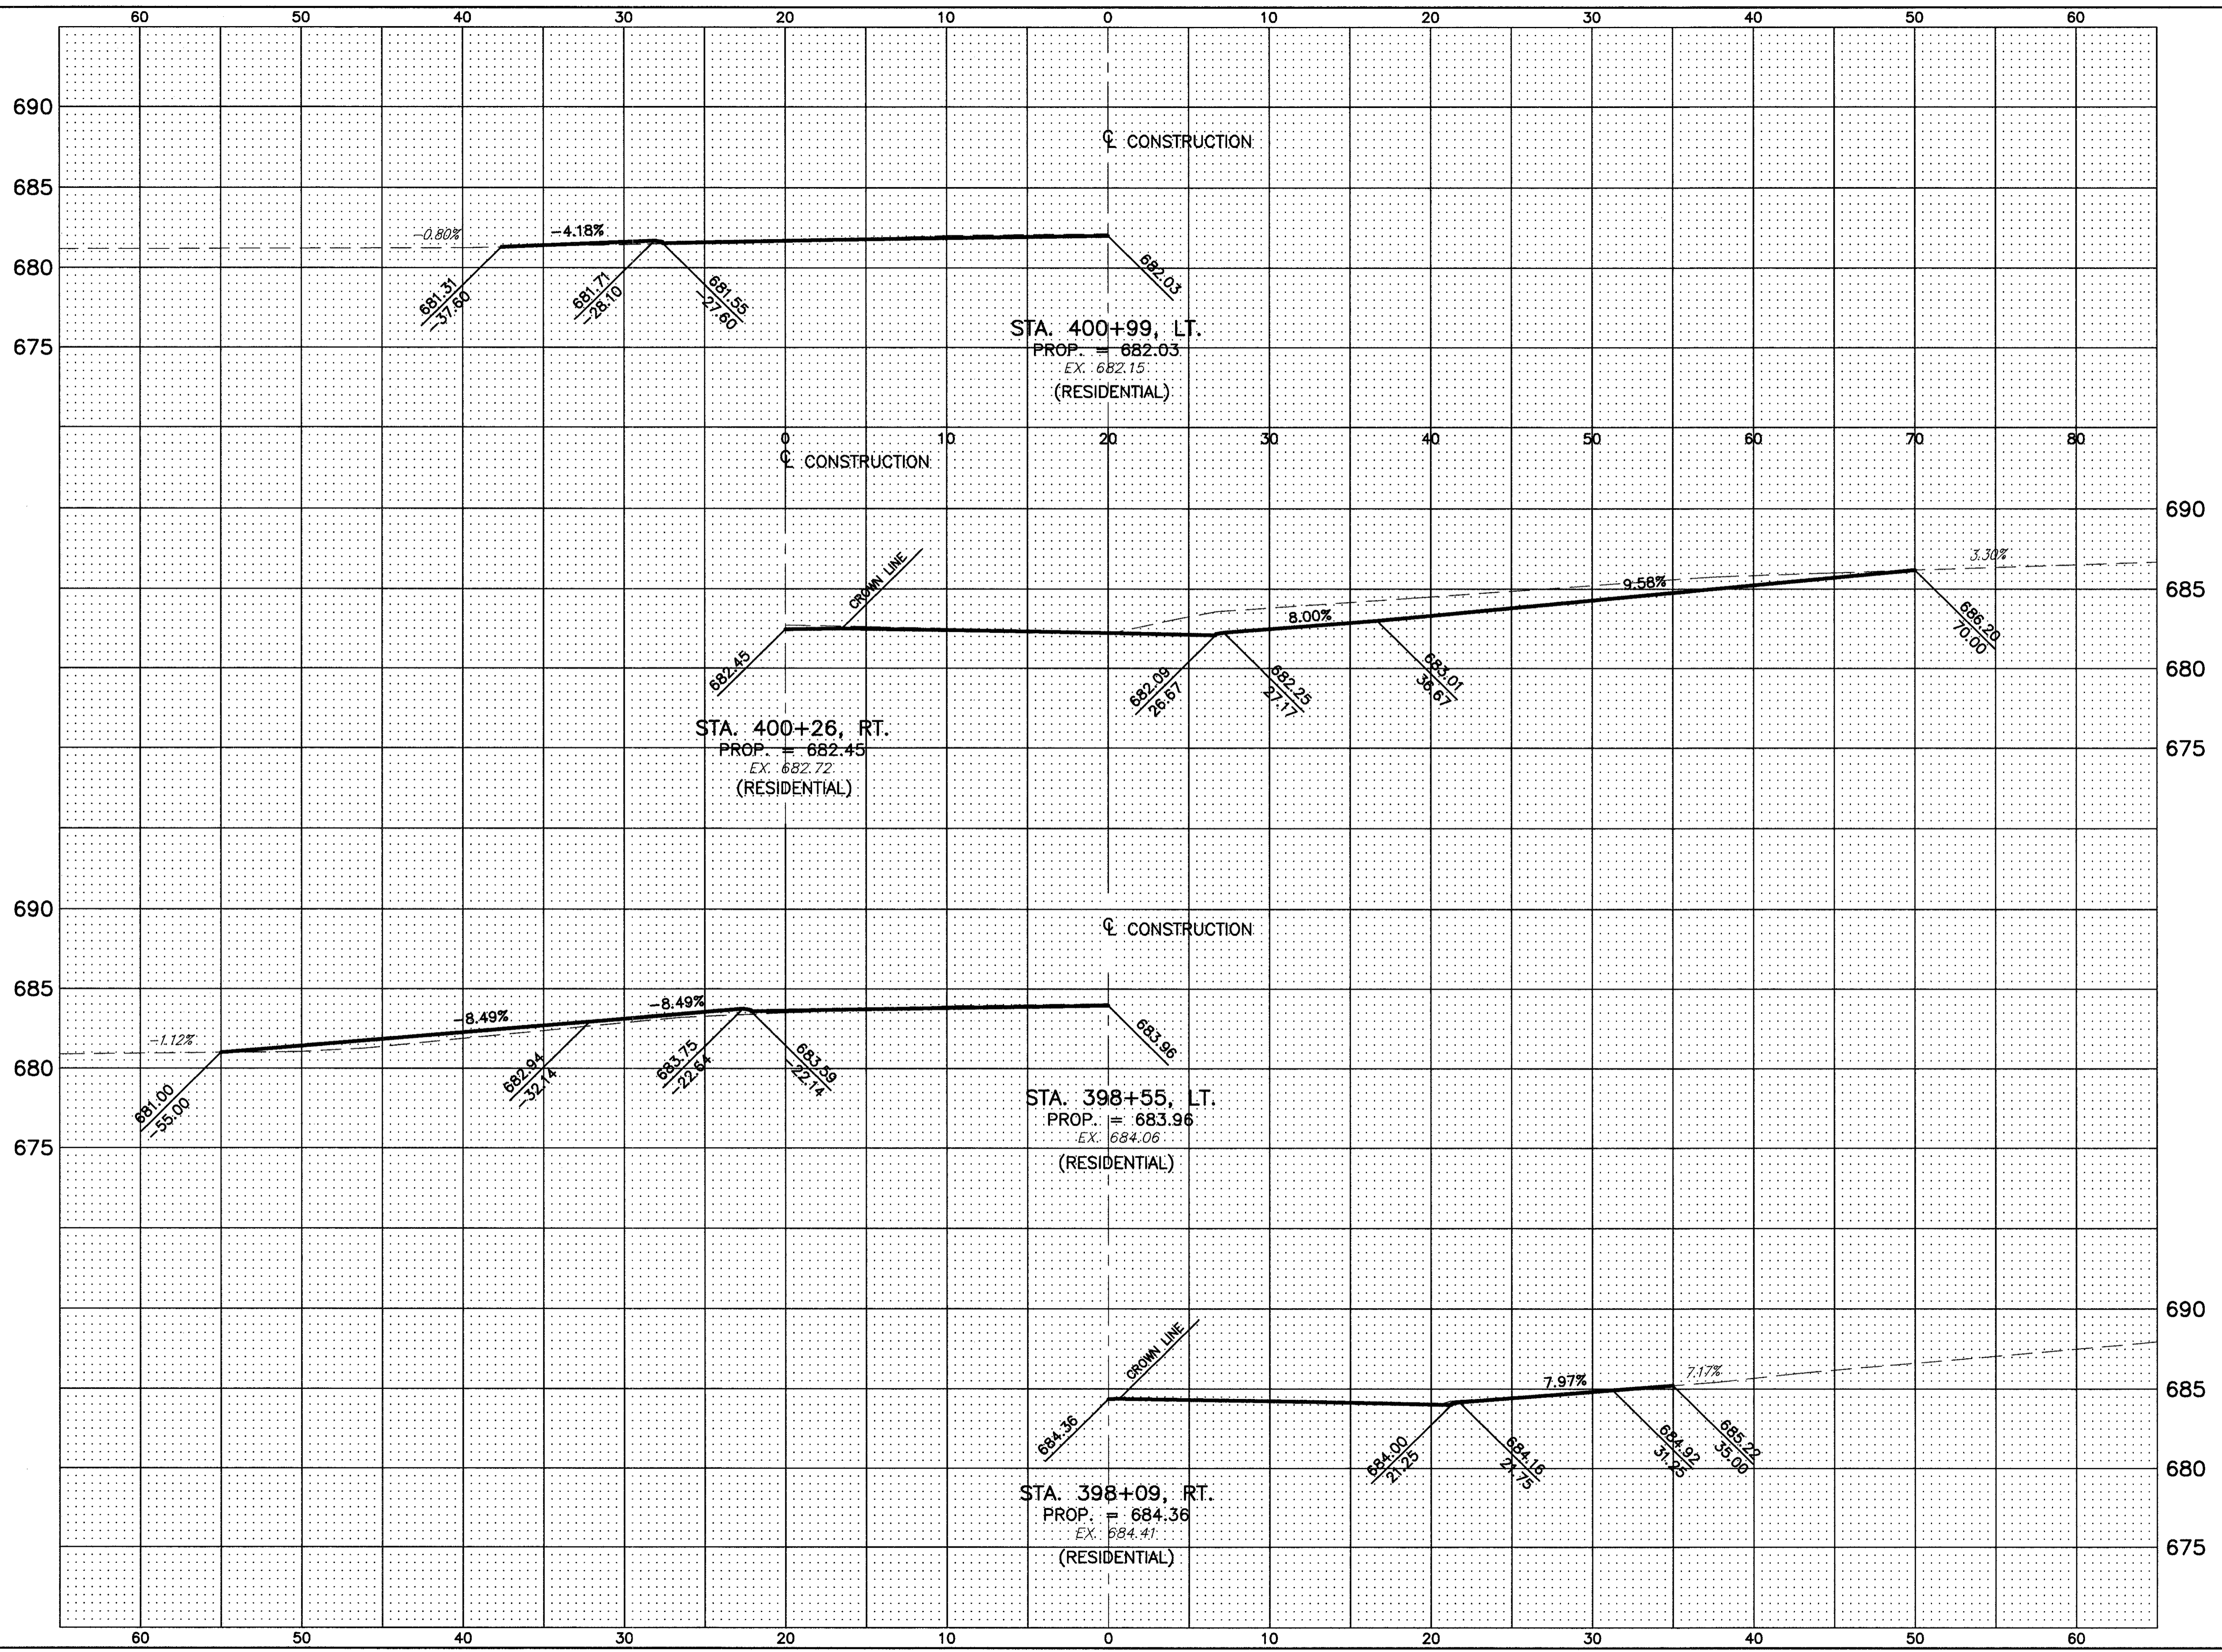 60 50 40 30 20 10 0 10 20 30 40 50 60
690
℄ CONSTRUCTION
685
-0.80%
-4.18%
680
681.31
-37.60
681.71
-28.10
681.55
-27.60
682.03
STA. 400+99, LT.
675
PROP. = 682.03
EX. 682.15
(RESIDENTIAL)
0 10 20 30 40 50 60 70 80
℄ CONSTRUCTION
690
CROWN LINE
3.30%
9.58%
685
8.00%
682.45
682.09
26.67
682.25
27.17
683.01
36.67
686.20
70.00
680
STA. 400+26, RT.
PROP. = 682.45
675
EX. 682.72
(RESIDENTIAL)
690
℄ CONSTRUCTION
685
-8.49%
-8.49%
-1.12%
680
681.00
-55.00
682.94
-32.14
683.75
-22.64
683.59
-22.14
683.96
STA. 398+55, LT.
PROP. = 683.96
EX. 684.06
675
(RESIDENTIAL)
690
CROWN LINE
7.17%
7.97%
685
684.36
684.00
21.25
684.16
21.75
684.92
31.25
685.22
35.00
680
STA. 398+09, RT.
PROP. = 684.36
EX. 684.41
675
(RESIDENTIAL)
60 50 40 30 20 10 0 10 20 30 40 50 60